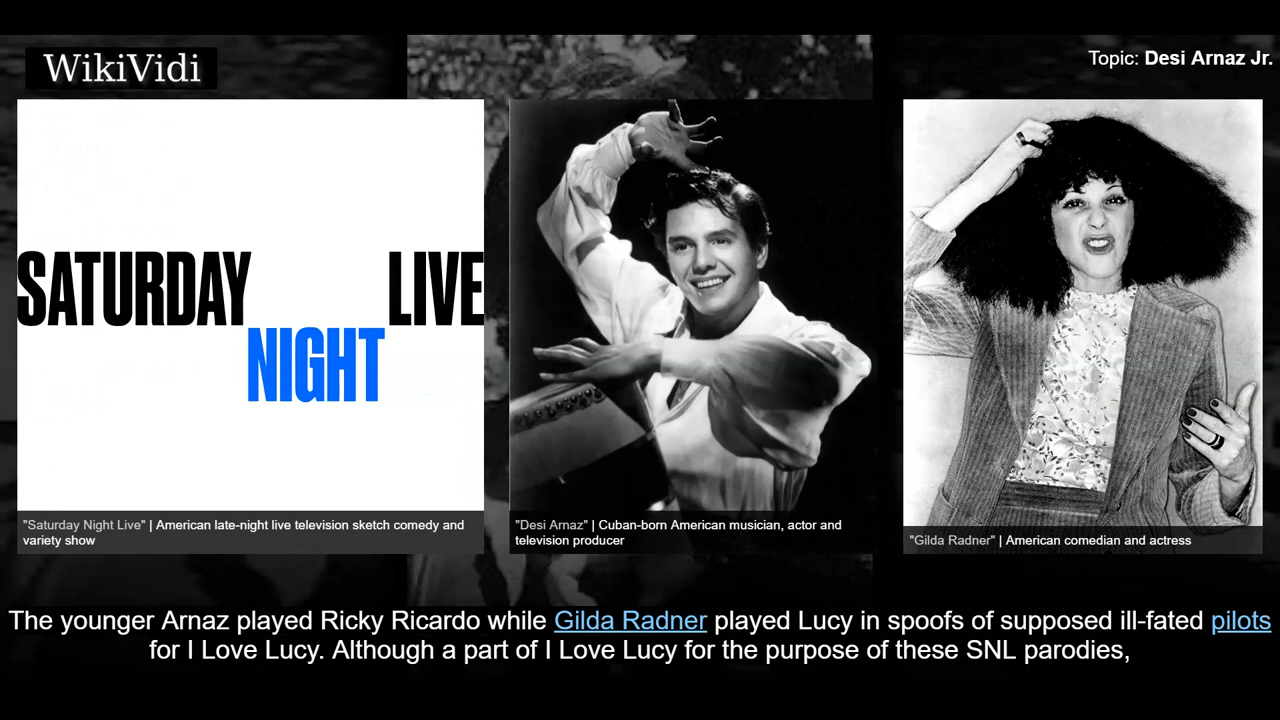 WikiVidi
Topic: Desi Arnaz Jr.
SATURDAY
NIGHT
LIVE
"Saturday Night Live" | American late-night live television sketch comedy and
variety show
"Desi Arnaz" | Cuban-born American musician, actor and
television producer
"Gilda Radner" | American comedian and actress
The younger Arnaz played Ricky Ricardo while Gilda Radner played Lucy in spoofs of supposed ill-fated pilots
for I Love Lucy. Although a part of I Love Lucy for the purpose of these SNL parodies,